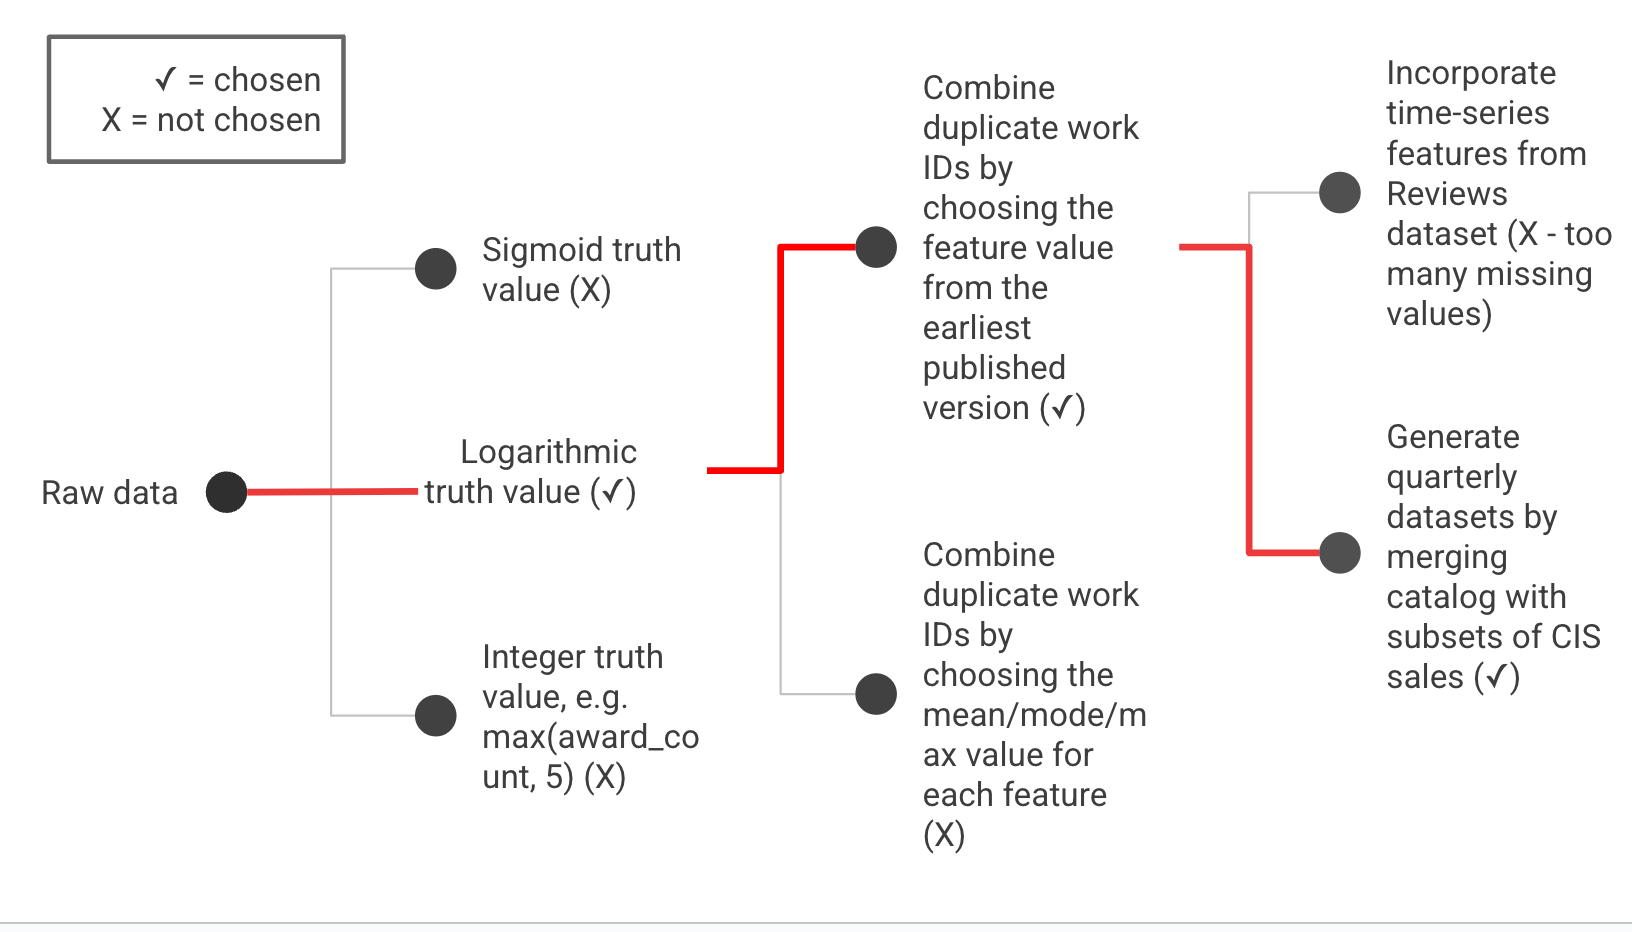 ✓ = chosen
X = not chosen
Raw data
Sigmoid truth
value (X)
Logarithmic
truth value (✓)
Integer truth
value, e.g.
max(award_co
unt, 5) (X)
Combine
duplicate work
IDs by
choosing the
feature value
from the
earliest
published
version (✓)
Combine
duplicate work
IDs by
choosing the
mean/mode/m
ax value for
each feature
(X)
Incorporate
time-series
features from
Reviews
dataset (X - too
many missing
values)
Generate
quarterly
datasets by
merging
catalog with
subsets of CIS
sales (✓)